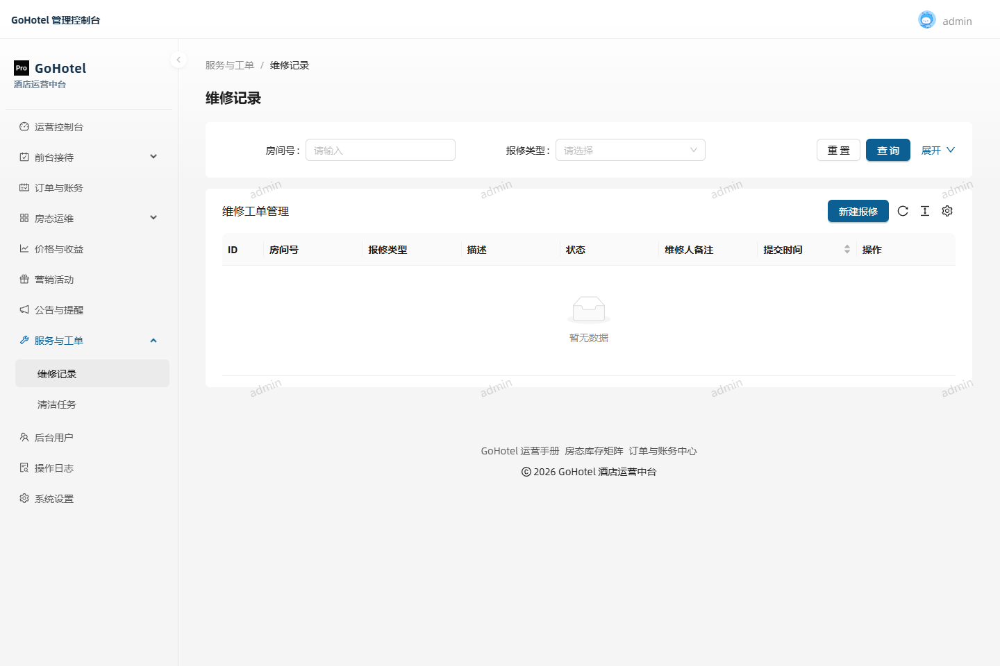 GoHotel 管理控制台
admin
Pro GoHotel
酒店运营中台
运营控制台
前台接待
订单与账务
房态运维
价格与收益
营销活动
公告与提醒
服务与工单
维修记录
清洁任务
后台用户
操作日志
系统设置
服务与工单 / 维修记录
维修记录
房间号: 请输入 报修类型: 请选择 重 置 查 询 展开
admin admin admin admin
维修工单管理 新建报修
ID 房间号 报修类型 描述 状态 维修人备注 提交时间 操作
暂无数据
admin admin admin admin
GoHotel 运营手册 房态库存矩阵 订单与账务中心
© 2026 GoHotel 酒店运营中台